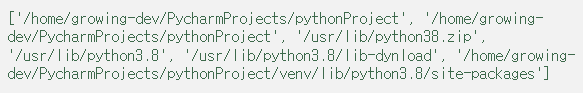 ['/home/growing-dev/PycharmProjects/pythonProject', '/home/growing-
dev/PycharmProjects/pythonProject', '/usr/lib/python38.zip',
'/usr/lib/python3.8', '/usr/lib/python3.8/lib-dynload', '/home/growing-
dev/PycharmProjects/pythonProject/venv/lib/python3.8/site-packages']